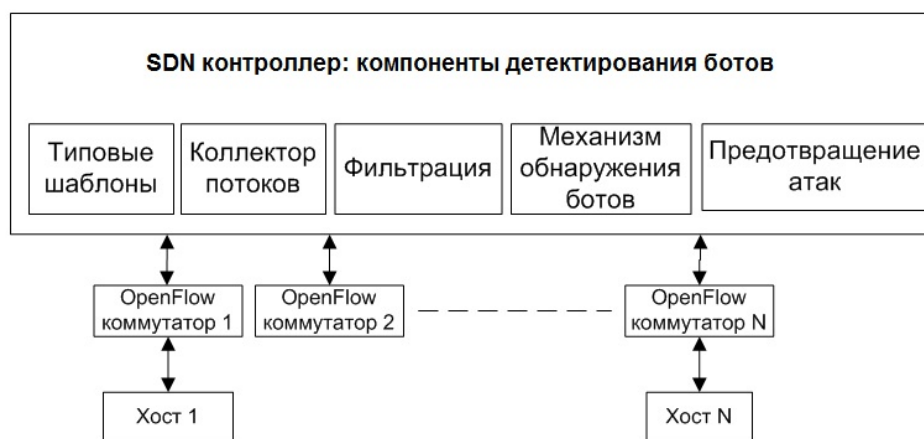 SDN контроллер: компоненты детектирования ботов
Типовые
шаблоны
Коллектор
потоков
Фильтрация
Механизм
обнаружения
ботов
Предотвращение
атак
OpenFlow
коммутатор 1
OpenFlow
коммутатор 2
OpenFlow
коммутатор N
Хост 1
Хост N